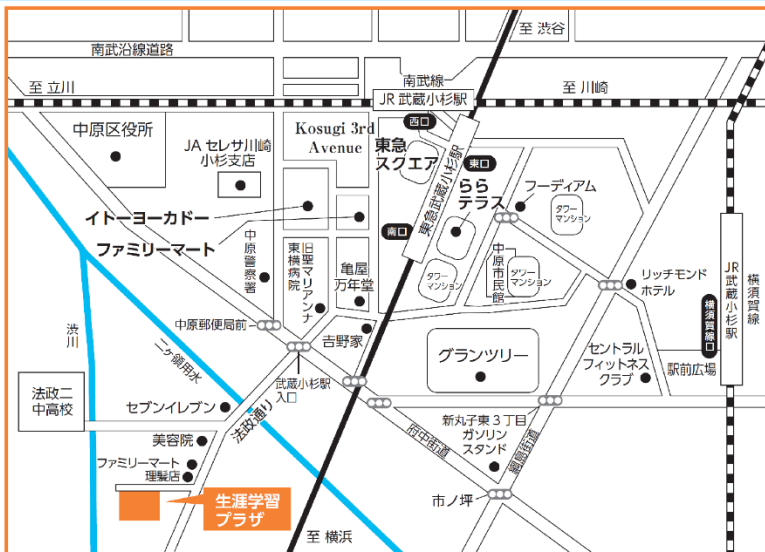 至 渋谷
南武沿線道路
南武線
至 立川
至 川崎
JR 武蔵小杉駅
中原区役所
JA セレサ川崎
小杉支店
Kosugi 3rd
Avenue
西口
東急
スクエア
東急武蔵小杉駅
東口
南口
らら
テラス
フーディアム
タワー
マンション
イトーヨーカドー
ファミリーマート
中原警察署
旧聖マリアンナ
東横病院
亀屋
万年堂
タワー
マンション
中原市民館
タワー
マンション
リッチモンド
ホテル
JR 武蔵小杉駅
横須賀線
横須賀線口
駅前広場
渋川
二ヶ領用水
中原郵便局前
吉野家
グランツリー
セントラル
フィットネス
クラブ
法政二
中高校
武蔵小杉駅
入口
セブンイレブン
法政通り
美容院
ファミリーマート
理髪店
府中街道
新丸子東3丁目
ガソリン
スタンド
綱島街道
市ノ坪
生涯学習
プラザ
至 横浜